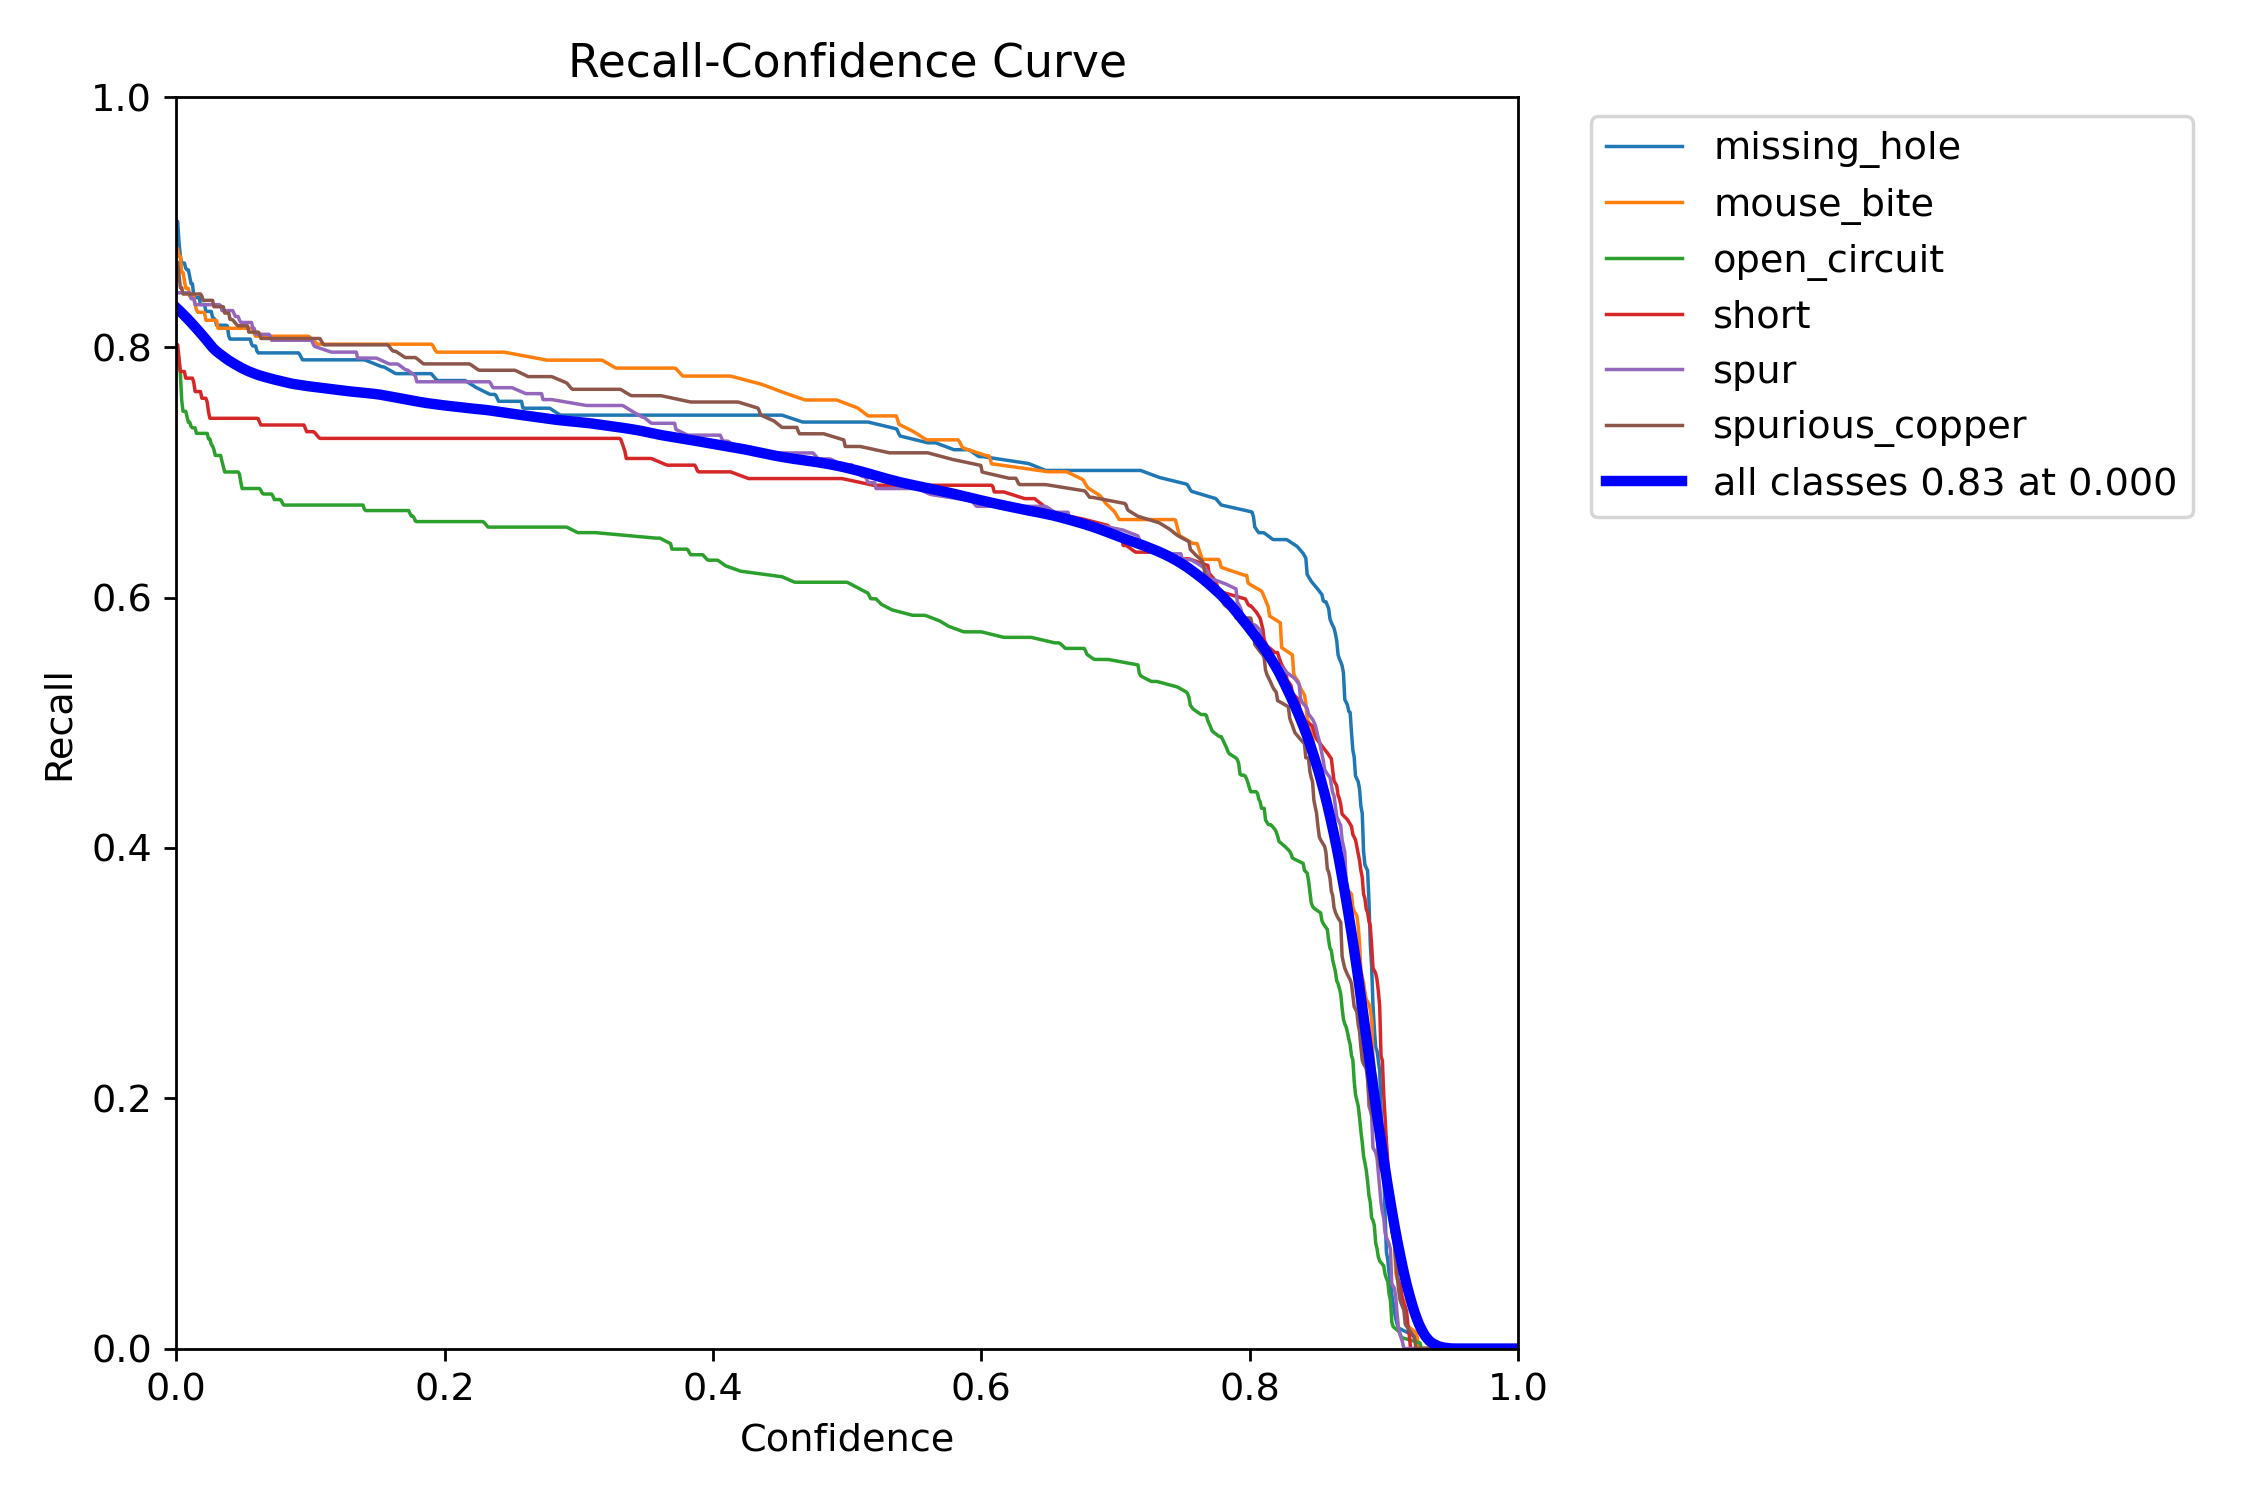 Recall-Confidence Curve
1.0
0.8
0.6
0.4
0.2
0.0
Recall
0.0 0.2 0.4 0.6 0.8 1.0
Confidence
missing_hole
mouse_bite
open_circuit
short
spur
spurious_copper
all classes 0.83 at 0.000